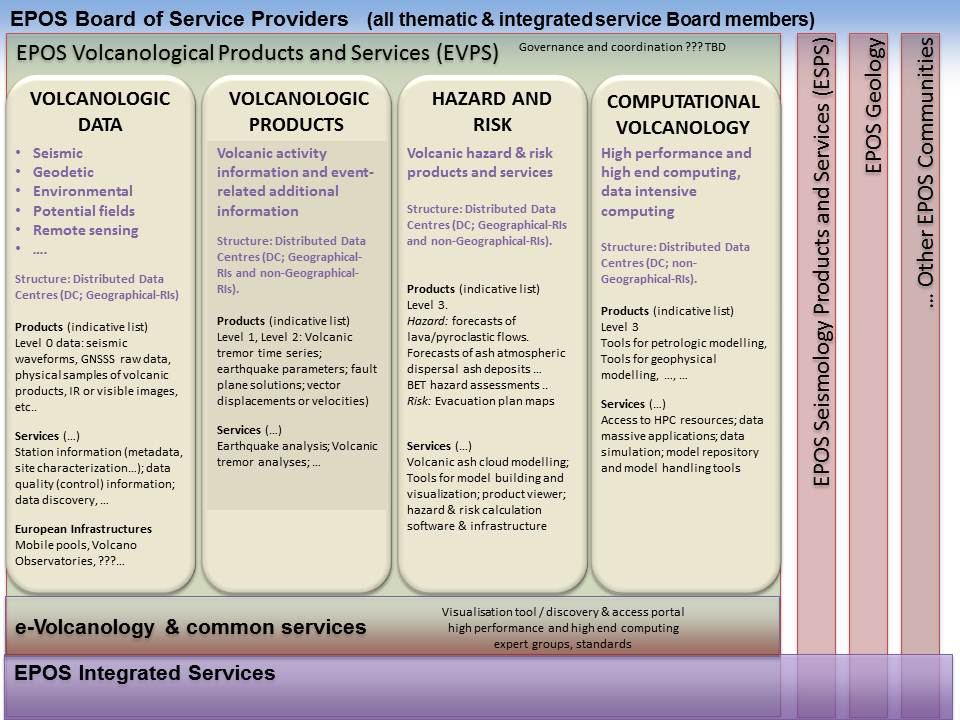 EPOS Board of Service Providers (all thematic & integrated service Board members)
EPOS Volcanological Products and Services (EVPS)
Governance and coordination ??? TBD
VOLCANOLOGIC
DATA
• Seismic
• Geodetic
• Environmental
• Potential fields
• Remote sensing
• ....
Structure: Distributed Data
Centres (DC; Geographical-RIs)
Products (indicative list)
Level 0 data: seismic
waveforms, GNSSS raw data,
physical samples of volcanic
products, IR or visible images,
etc..
Services (...)
Station information (metadata,
site characterization...); data
quality (control) information;
data discovery, ...
European Infrastructures
Mobile pools, Volcano
Observatories, ???...
VOLCANOLOGIC
PRODUCTS
Volcanic activity
information and event-
related additional
information
Structure: Distributed Data
Centres (DC; Geographical-
RIs and non-Geographical-
RIs).
Products (indicative list)
Level 1, Level 2: Volcanic
tremor time series;
earthquake parameters; fault
plane solutions; vector
displacements or velocities)
Services (...)
Earthquake analysis; Volcanic
tremor analyses; ...
HAZARD AND
RISK
Volcanic hazard & risk
products and services
Structure: Distributed Data
Centres (DC; Geographical-RIs
and non-Geographical-RIs).
Products (indicative list)
Level 3.
Hazard: forecasts of
lava/pyroclastic flows.
Forecasts of ash atmospheric
dispersal ash deposits ...
BET hazard assessments ..
Risk: Evacuation plan maps
Services (...)
Volcanic ash cloud modelling;
Tools for model building and
visualization; product viewer;
hazard & risk calculation
software & infrastructure
COMPUTATIONAL
VOLCANOLOGY
High performance and
high end computing,
data intensive
computing
Structure: Distributed Data
Centres (DC; non-
Geographical-RIs).
Products (indicative list)
Level 3
Tools for petrologic modelling,
Tools for geophysical
modelling, ..., ...
Services (...)
Access to HPC resources; data
massive applications; data
simulation; model repository
and model handling tools
EPOS Seismology Products and Services (ESPS)
EPOS Geology
... Other EPOS Communities
e-Volcanology & common services
Visualisation tool / discovery & access portal
high performance and high end computing
expert groups, standards
EPOS Integrated Services